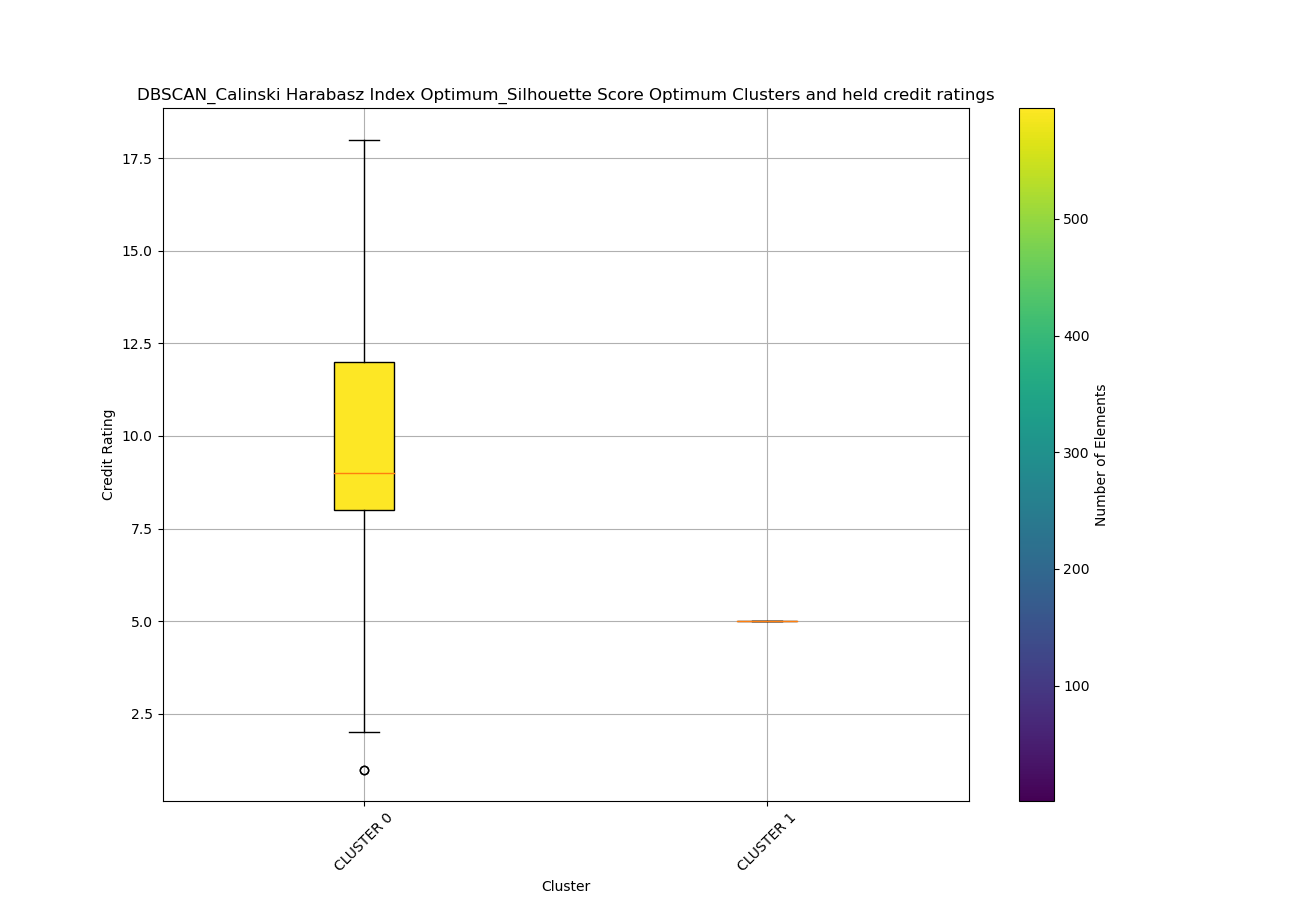 DBSCAN_Calinski Harabasz Index Optimum_Silhouette Score Optimum Clusters and held credit ratings
17.5
15.0
12.5
10.0
7.5
5.0
2.5
Credit Rating
CLUSTER 0
CLUSTER 1
Cluster
500
400
300
200
100
Number of Elements